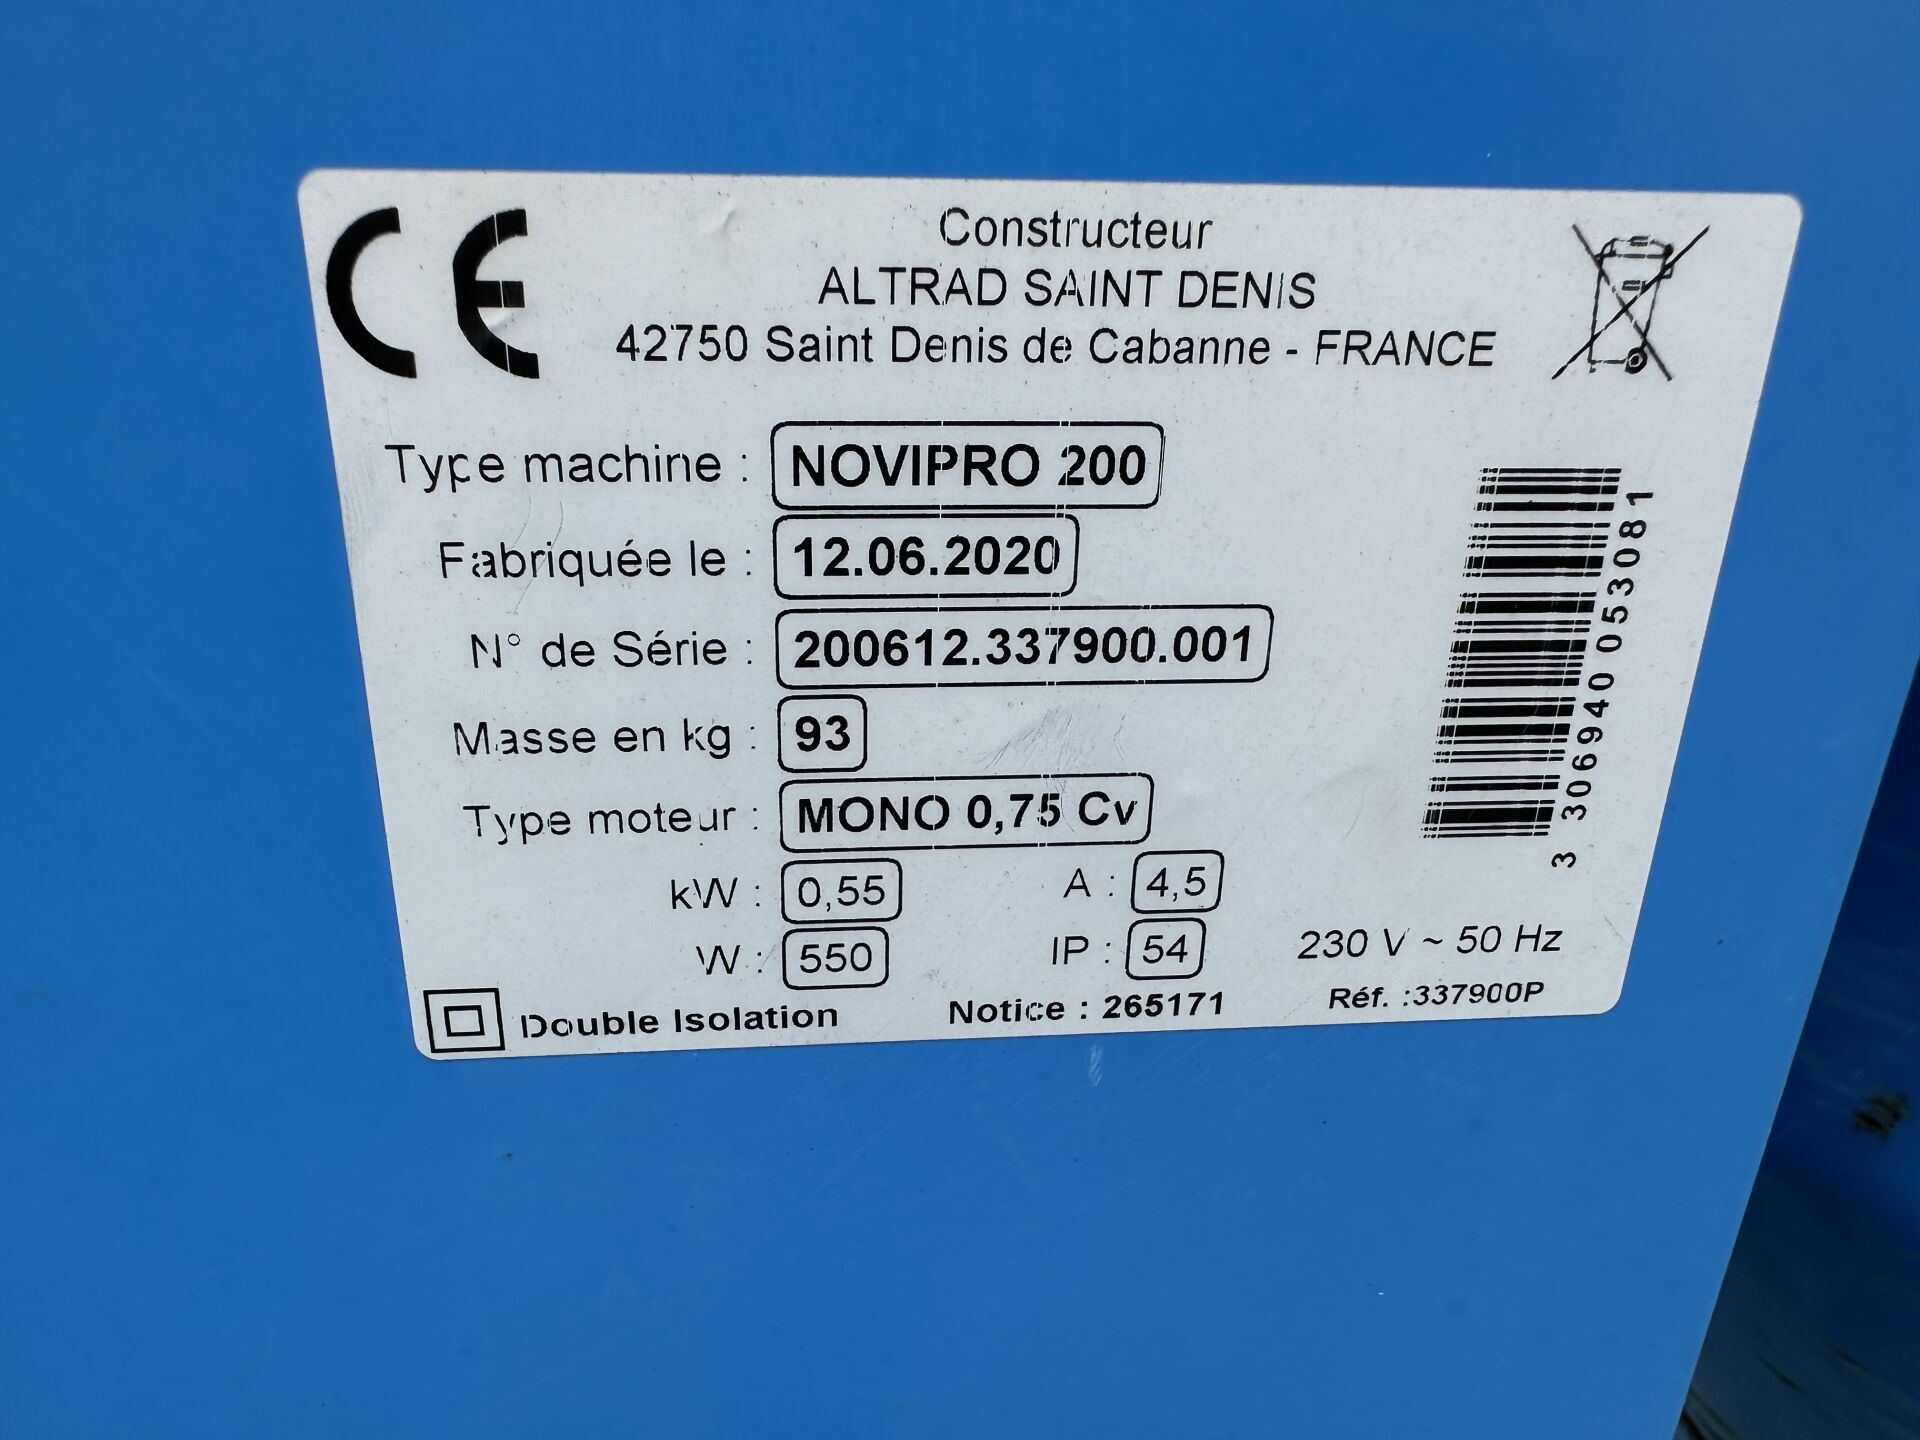 CE
Constructeur
ALTRAD SAINT DENIS
42750 Saint Denis de Cabanne - FRANCE
Type machine : NOVIPRO 200
Fabriquée le : 12.06.2020
N° de Série : 200612.337900.001
Masse en kg : 93
Type moteur : MONO 0,75 Cv
kW : 0,55 A : 4,5
W : 550 IP : 54 230 V ~ 50 Hz
Double Isolation Notice : 265171 Réf. :337900P
3 306940 053081